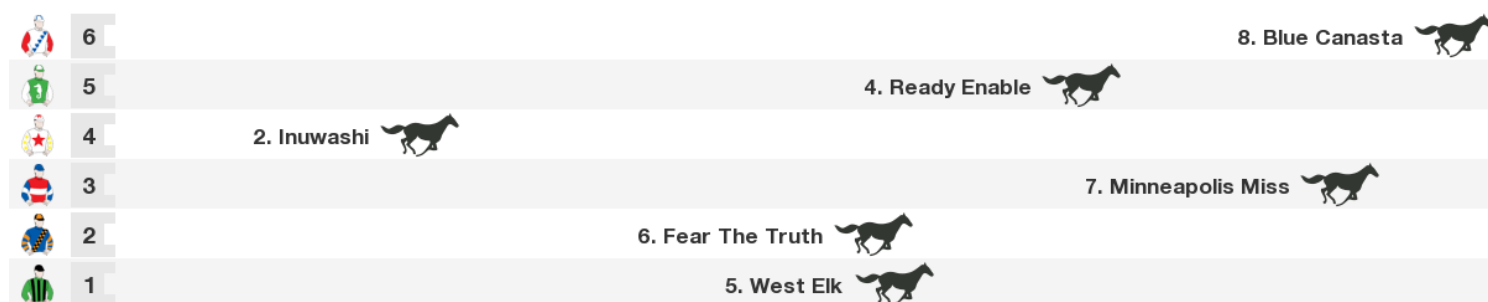 6 8. Blue Canasta
5 4. Ready Enable
4 2. Inuwashi
3 7. Minneapolis Miss
2 6. Fear The Truth
1 5. West Elk